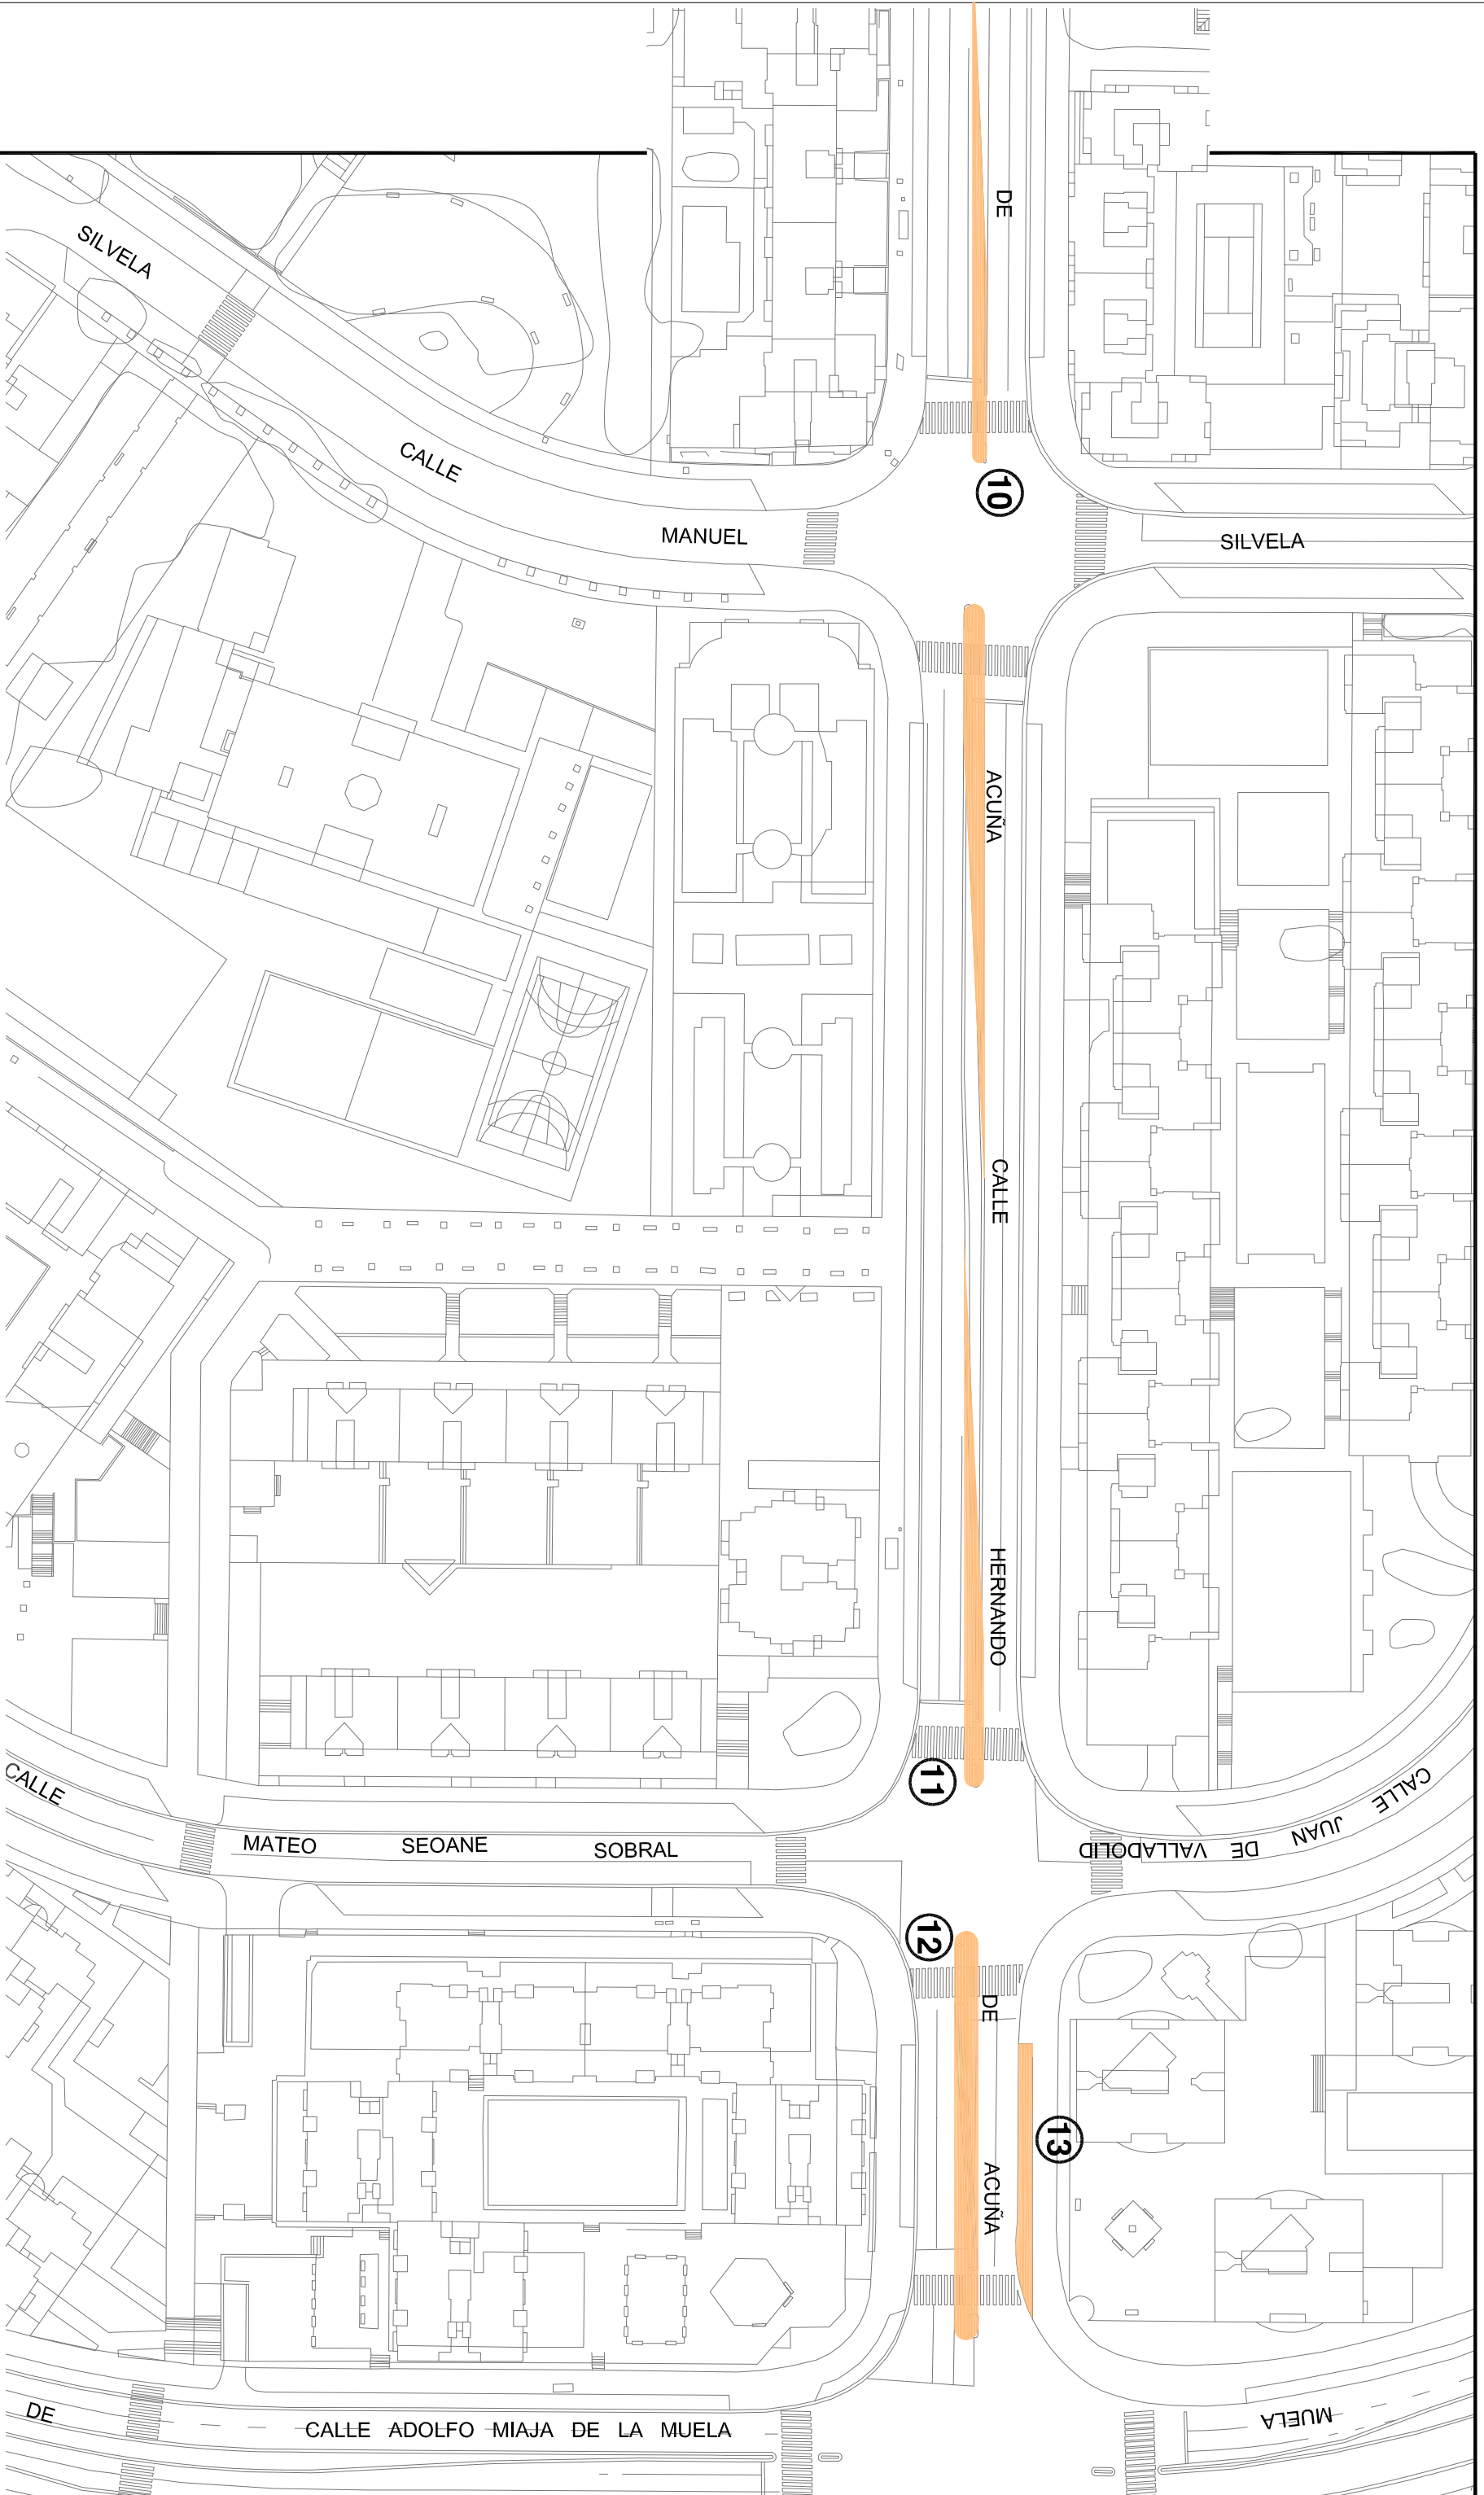 DE
SILVELA
CALLE
10
MANUEL
SILVELA
ACUÑA
CALLE
HERNANDO
11
CALLE
CALLE JUAN DE VALLADOLID
MATEO SEOANE SOBRAL
12
DE
13
ACUÑA
DE
CALLE ADOLFO MIAJA DE LA MUELA
MUELA